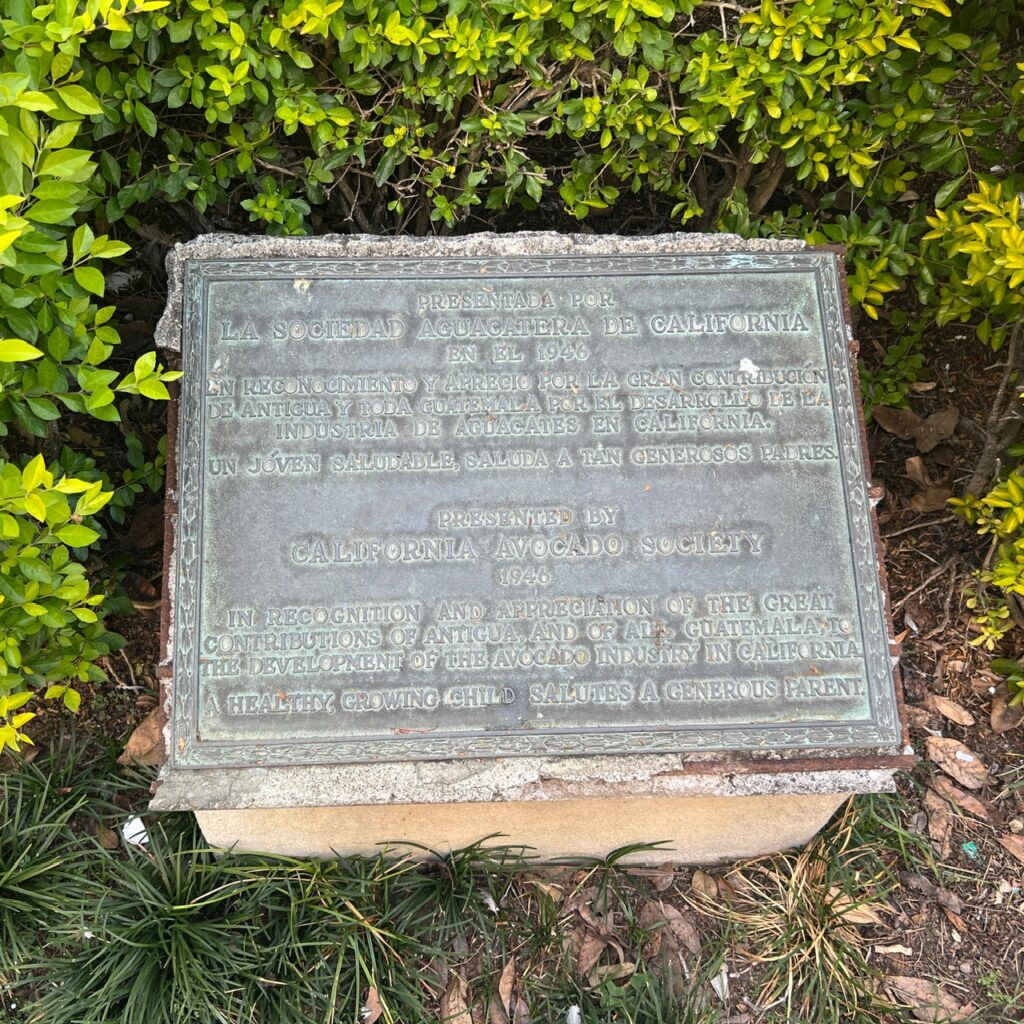 PRESENTADA POR
LA SOCIEDAD AGUACATERA DE CALIFORNIA
EN EL 1946
EN RECONOCIMIENTO Y APRECIO POR LA GRAN CONTRIBUCIÓN
DE ANTIGUA Y TODA GUATEMALA POR EL DESARROLLO DE LA
INDUSTRIA DE AGUACATES EN CALIFORNIA.
UN JÓVEN SALUDABLE, SALUDA A TÁN GENEROSOS PADRES.
PRESENTED BY
CALIFORNIA AVOCADO SOCIETY
1946
IN RECOGNITION AND APPRECIATION OF THE GREAT
CONTRIBUTIONS OF ANTIGUA, AND OF ALL GUATEMALA, TO
THE DEVELOPMENT OF THE AVOCADO INDUSTRY IN CALIFORNIA.
A HEALTHY, GROWING CHILD SALUTES A GENEROUS PARENT.